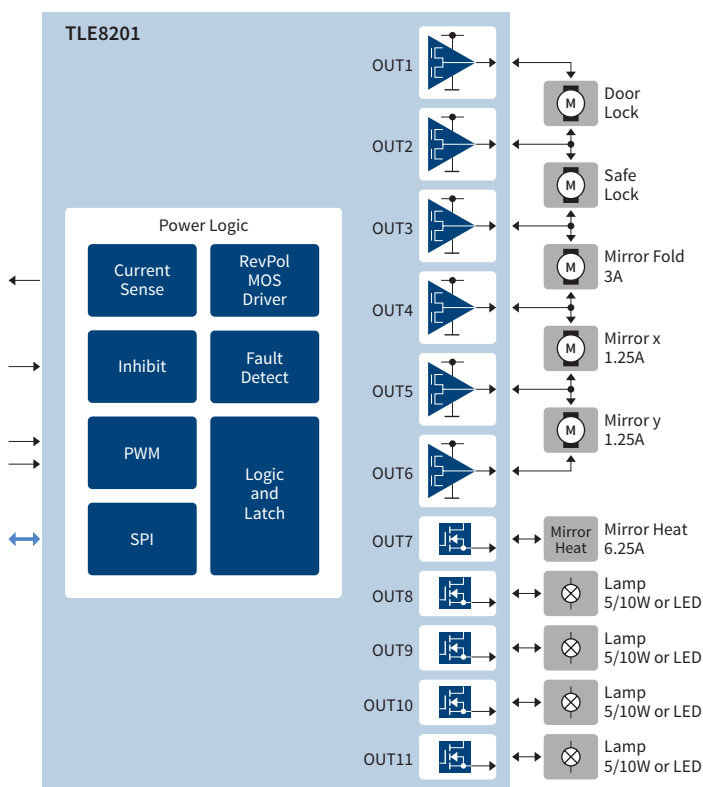 TLE8201
Power Logic
Current
Sense
RevPol
MOS
Driver
Inhibit
Fault
Detect
PWM
Logic
and
Latch
SPI
OUT1
M
Door
Lock
OUT2
M
Safe
Lock
OUT3
M
Mirror Fold
3A
OUT4
M
Mirror x
1.25A
OUT5
M
Mirror y
1.25A
OUT6
OUT7
Mirror
Heat
Mirror Heat
6.25A
OUT8
Lamp
5/10W or LED
OUT9
Lamp
5/10W or LED
OUT10
Lamp
5/10W or LED
OUT11
Lamp
5/10W or LED